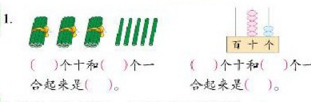 1.
百 十 个
( )个十和( )个一
合起来是( )。
( )个十和( )个一
合起来是( )。